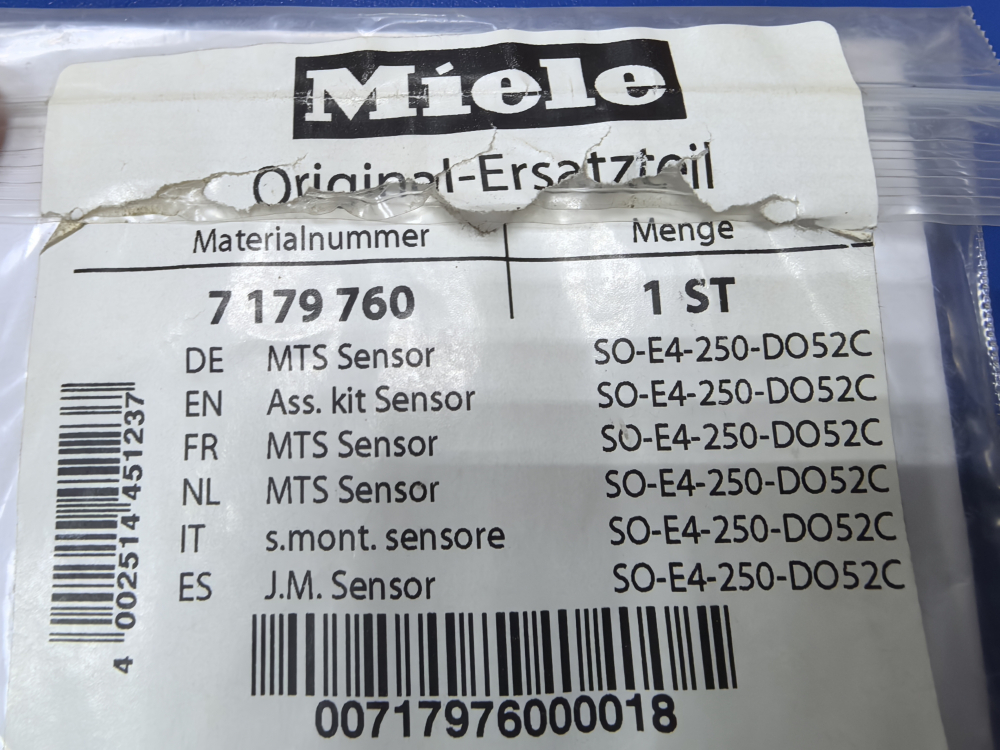 Miele
Original-Ersatzteil
Materialnummer Menge
7 179 760 1 ST
DE MTS Sensor SO-E4-250-DO52C
EN Ass. kit Sensor SO-E4-250-DO52C
FR MTS Sensor SO-E4-250-DO52C
NL MTS Sensor SO-E4-250-DO52C
IT s.mont. sensore SO-E4-250-DO52C
ES J.M. Sensor SO-E4-250-DO52C
4 002514 451237
00717976000018